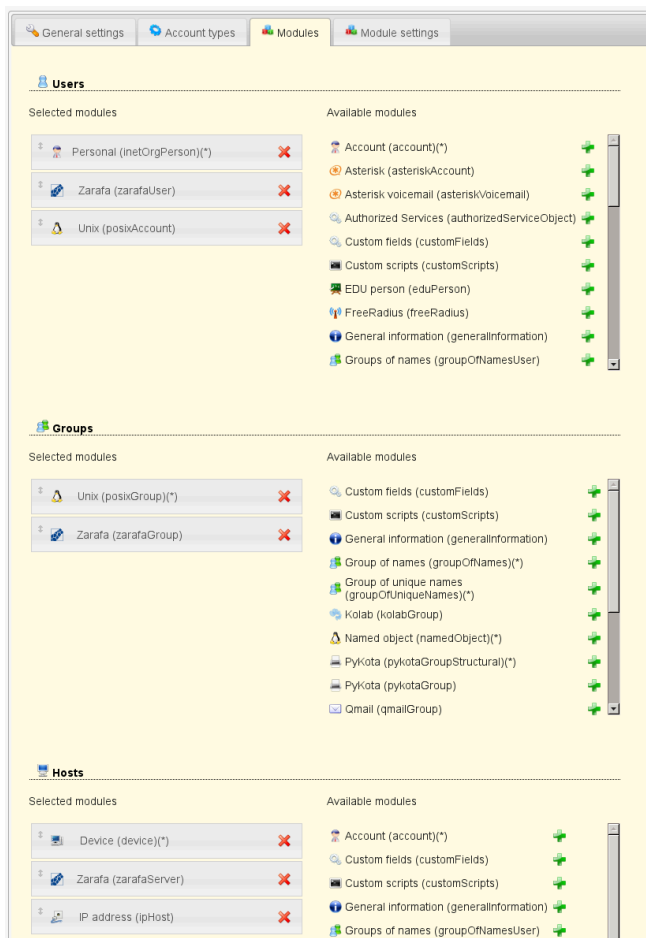 General settings Account types Modules Module settings
Users
Selected modules Available modules
Personal (inetOrgPerson)(*)
Zarafa (zarafaUser)
Unix (posixAccount)
Account (account)(*)
Asterisk (asteriskAccount)
Asterisk voicemail (asteriskVoicemail)
Authorized Services (authorizedServiceObject)
Custom fields (customFields)
Custom scripts (customScripts)
EDU person (eduPerson)
FreeRadius (freeRadius)
General information (generalInformation)
Groups of names (groupOfNamesUser)
Groups
Selected modules Available modules
Unix (posixGroup)(*)
Zarafa (zarafaGroup)
Custom fields (customFields)
Custom scripts (customScripts)
General information (generalInformation)
Group of names (groupOfNames)(*)
Group of unique names
(groupOfUniqueNames)(*)
Kolab (kolabGroup)
Named object (namedObject)(*)
PyKota (pykotaGroupStructural)(*)
PyKota (pykotaGroup)
Qmail (qmailGroup)
Hosts
Selected modules Available modules
Device (device)(*)
Zarafa (zarafaServer)
IP address (ipHost)
Account (account)(*)
Custom fields (customFields)
Custom scripts (customScripts)
General information (generalInformation)
Groups of names (groupOfNamesUser)